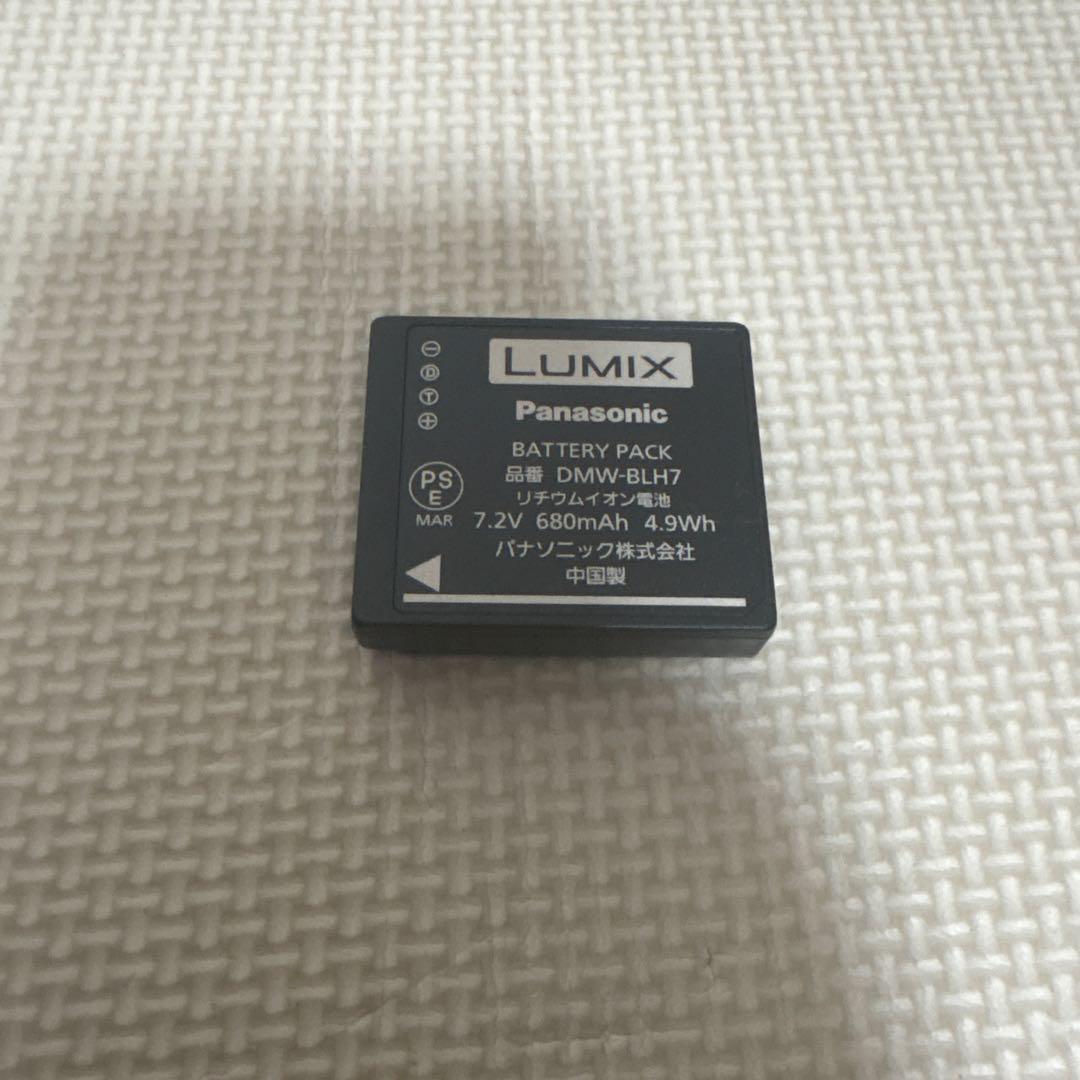 LUMIX
Panasonic
BATTERY PACK
品番 DMW-BLH7
リチウムイオン電池
7.2V 680mAh 4.9Wh
パナソニック株式会社
中国製
⊖
D
T
⊕
PS
E
MAR